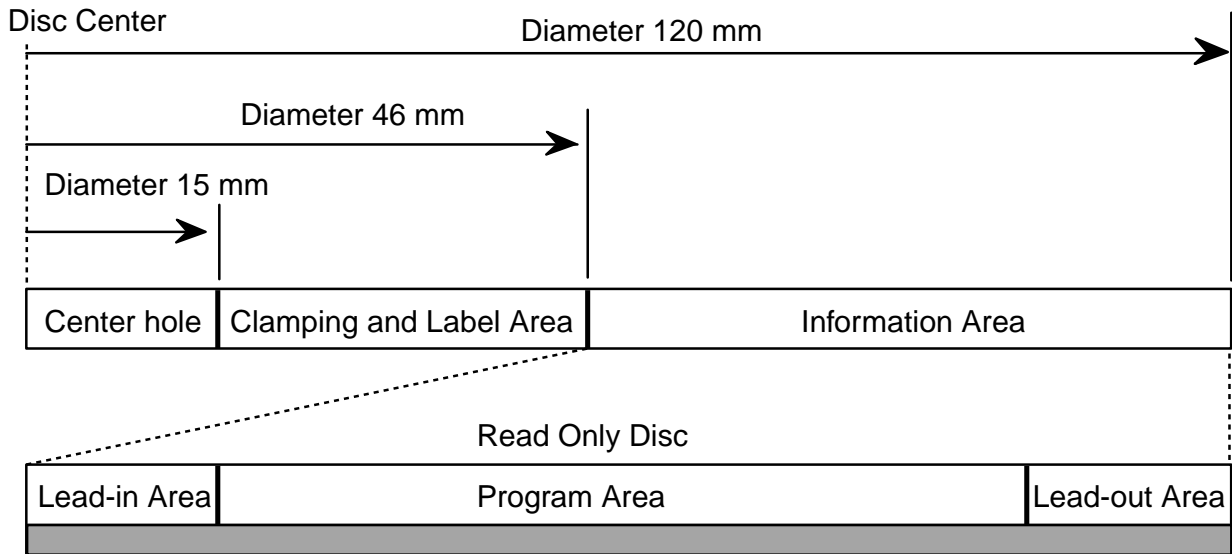 Disc Center
Diameter 120 mm
Diameter 46 mm
Diameter 15 mm
Center hole
Clamping and Label Area
Information Area
Read Only Disc
Lead-in Area
Program Area
Lead-out Area